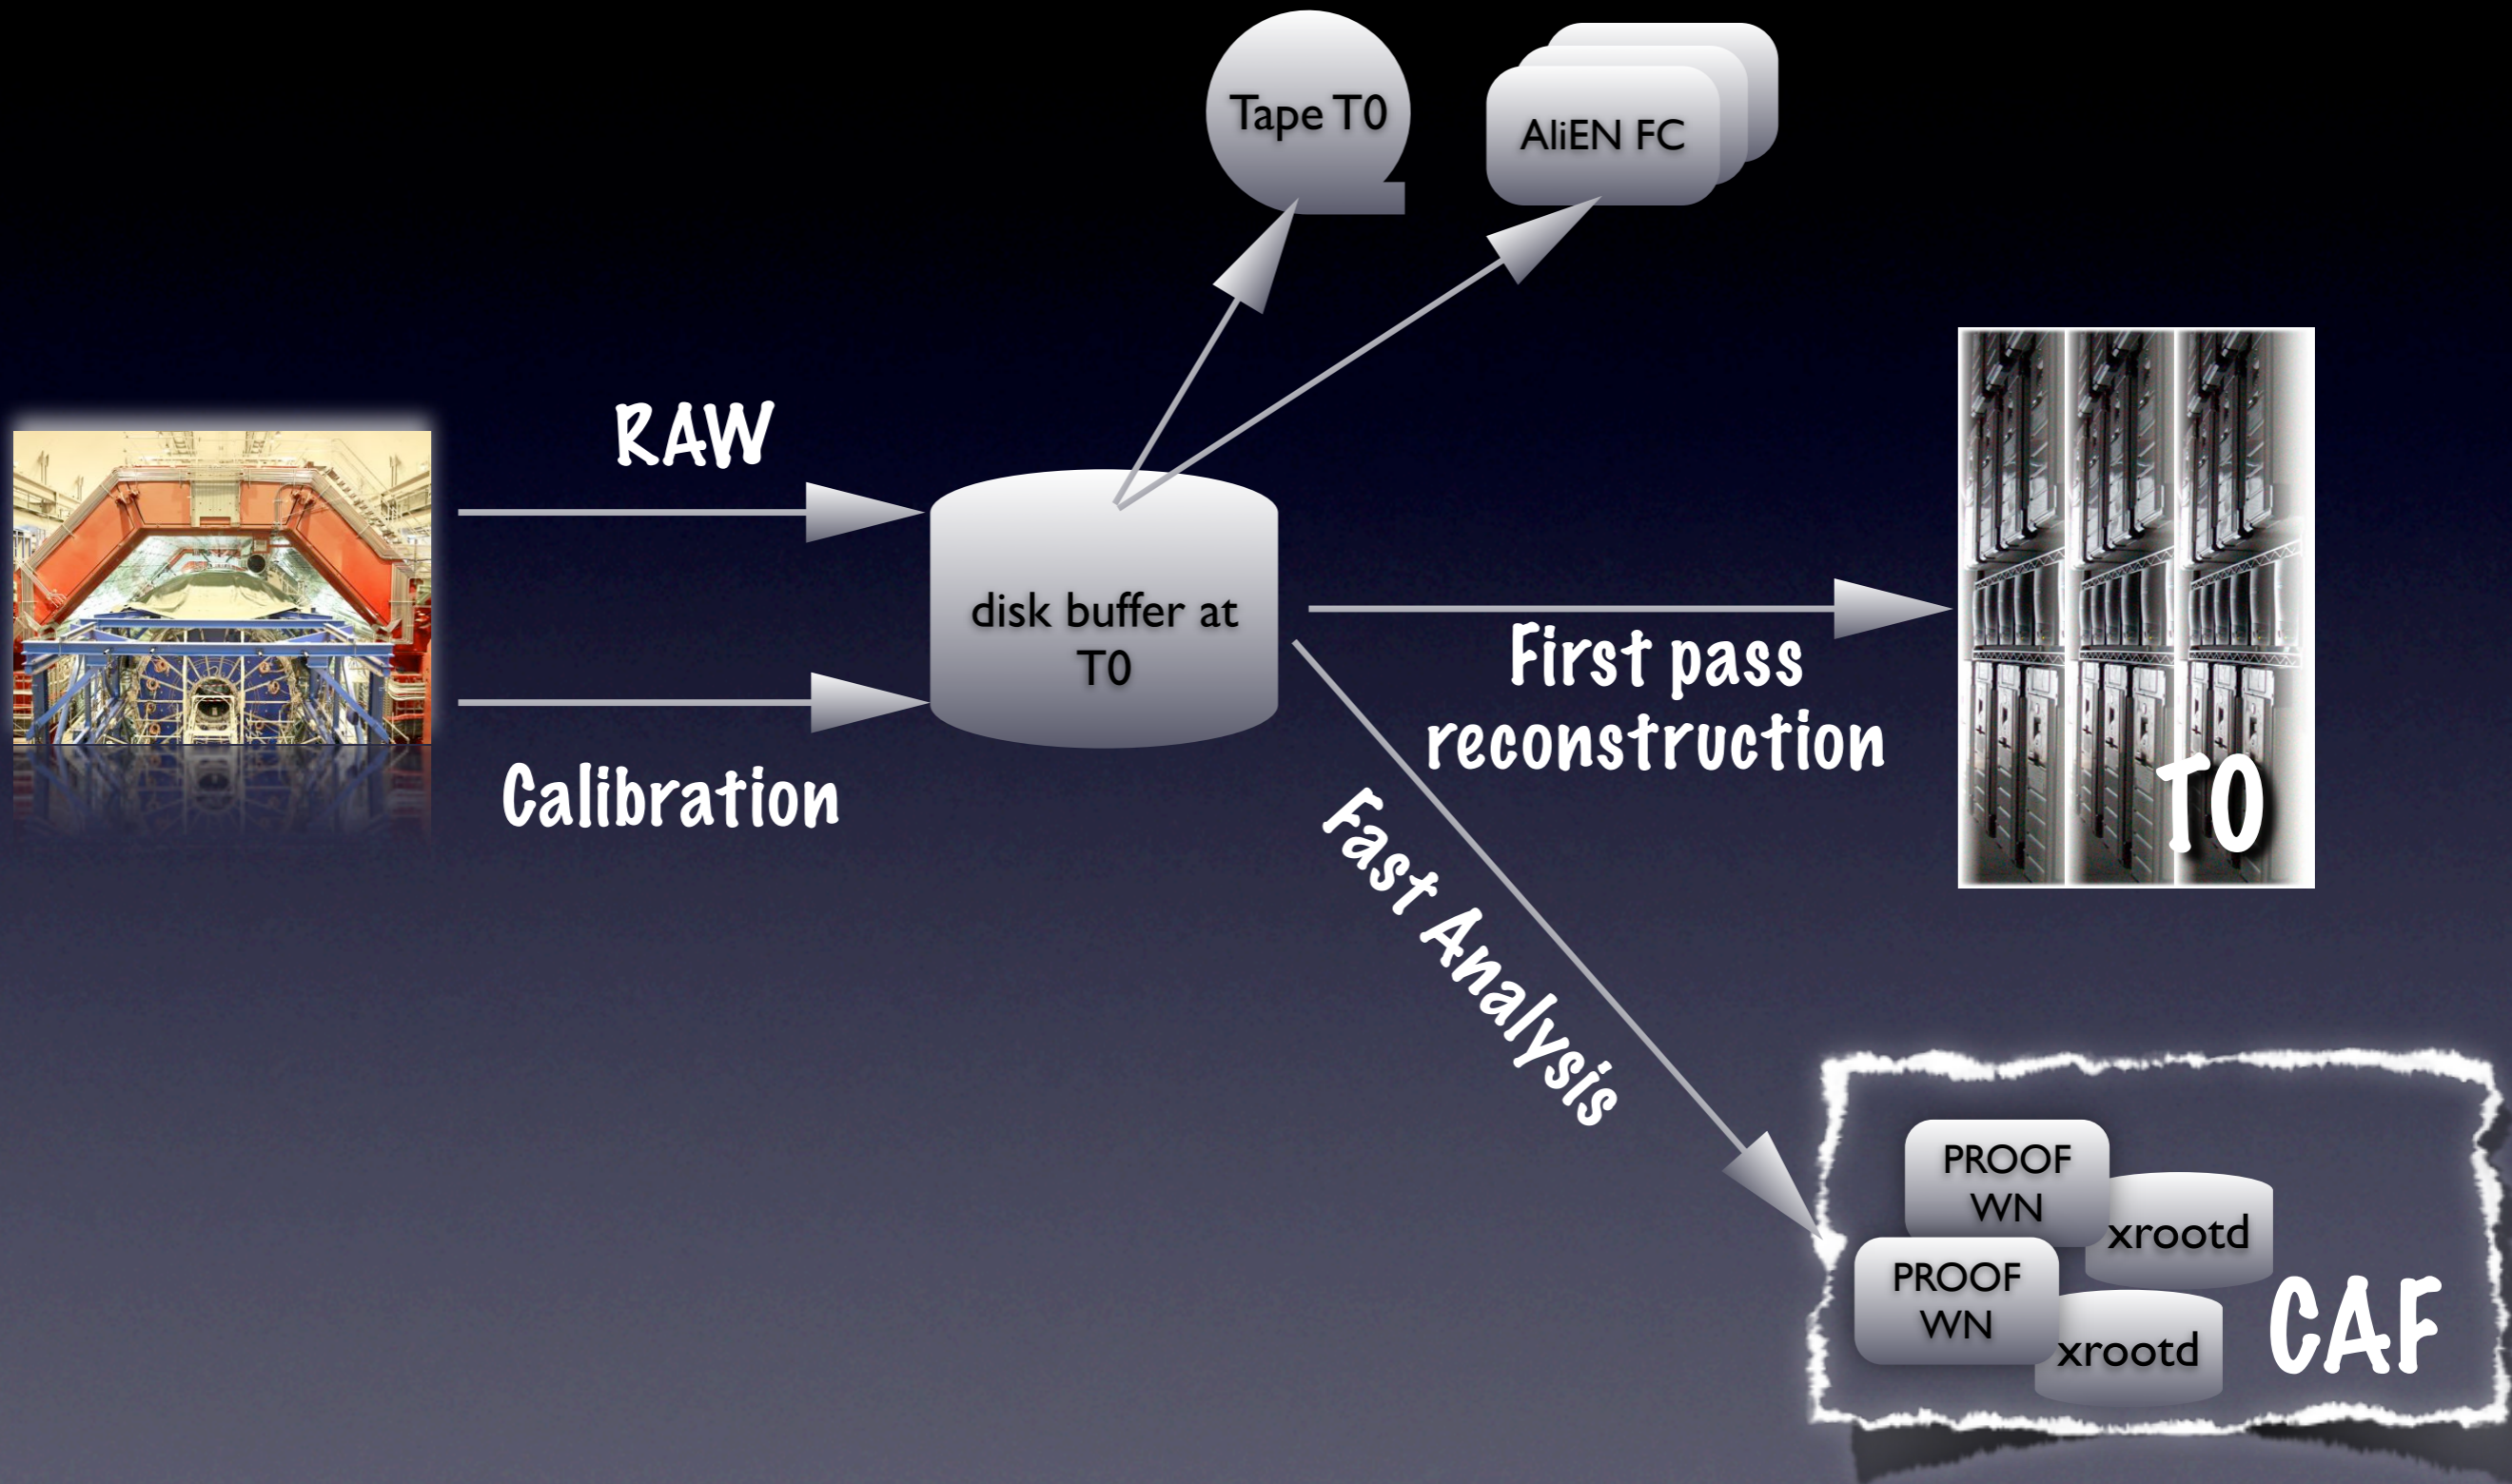 Tape T0
AliEN FC
RAW
disk buffer at
T0
First pass
reconstruction
T0
Calibration
Fast Analysis
PROOF
WN
xrootd
PROOF
WN
xrootd
CAF